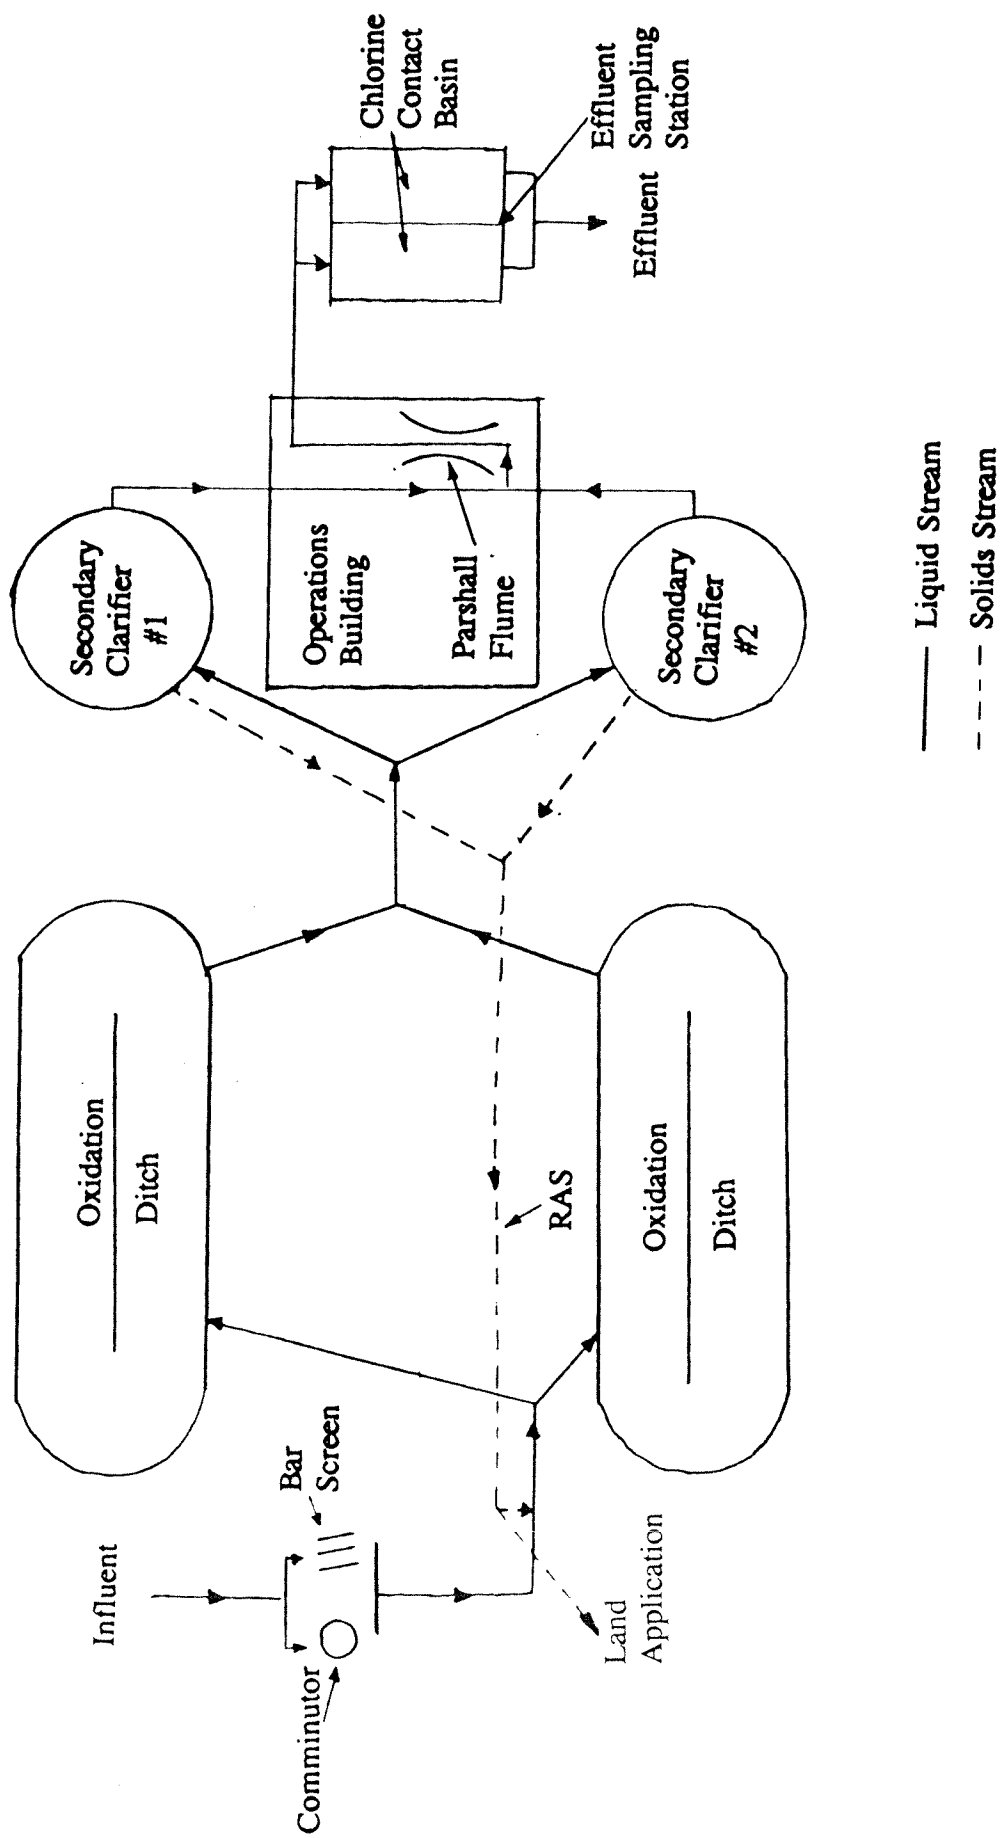 Influent
Comminutor
Bar
Screen
Land
Application
Oxidation
Ditch
Oxidation
Ditch
RAS
Secondary
Clarifier
#1
Operations
Building
Parshall
Flume
Secondary
Clarifier
#2
Chlorine
Contact
Basin
Effluent
Effluent
Sampling
Station
Liquid Stream
Solids Stream